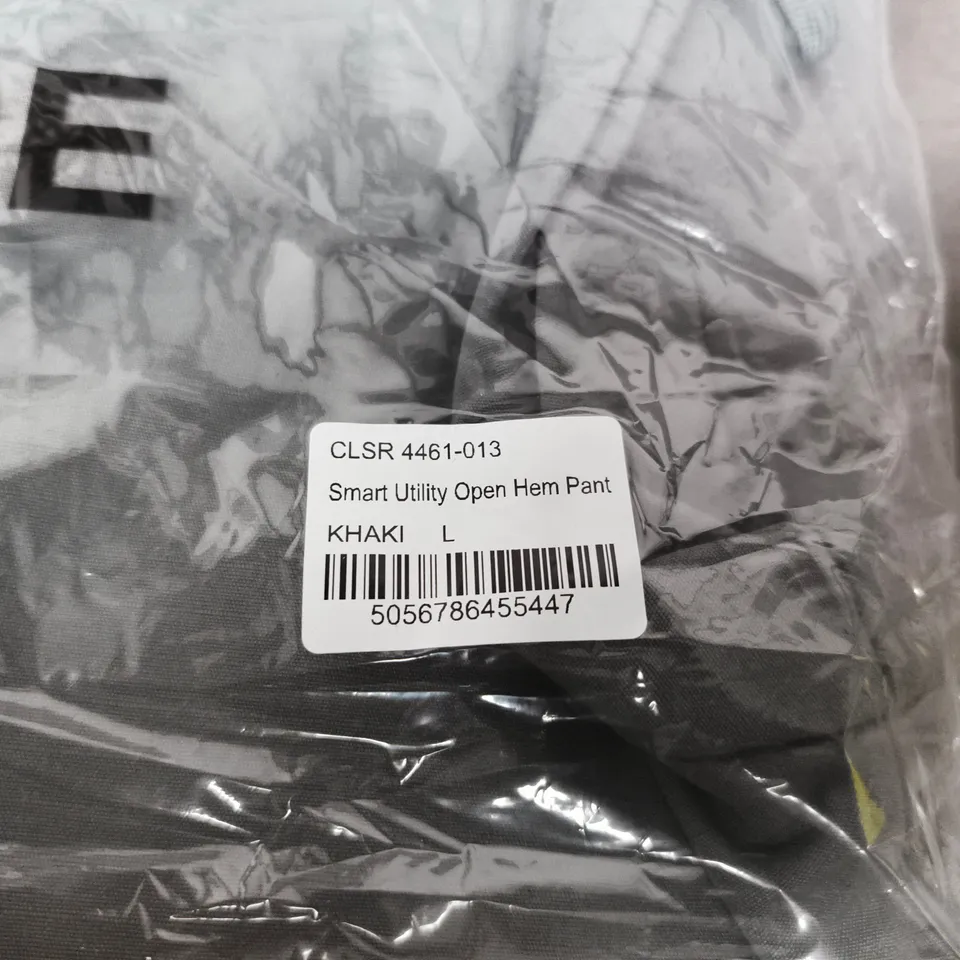 E
CLSR 4461-013
Smart Utility Open Hem Pant
KHAKI L
5056786455447